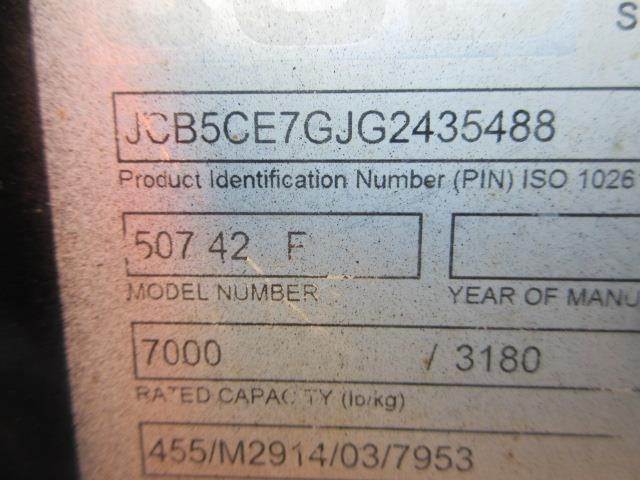 S
JCB5CE7GJG2435488
Product Identification Number (PIN) ISO 1026
507 42 F
MODEL NUMBER YEAR OF MANU
7000 / 3180
RATED CAPACITY (lb/kg)
455/M2914/03/7953